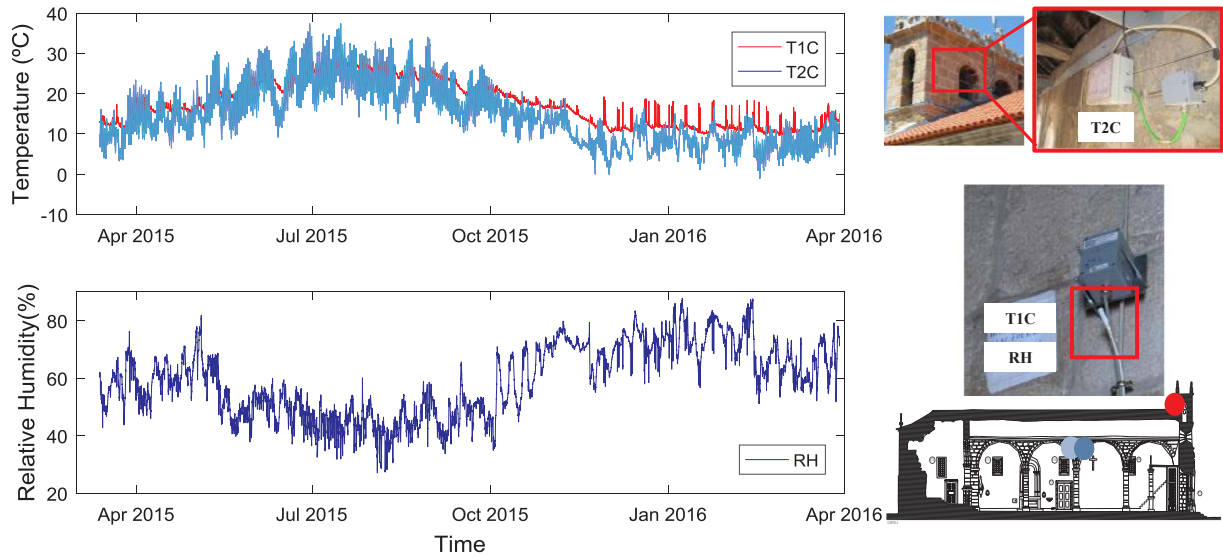 Temperature (ºC)
40
30
20
10
0
-10
T1C
T2C
Apr 2015
Jul 2015
Oct 2015
Jan 2016
Apr 2016
Relative Humidity(%)
80
60
40
20
RH
Apr 2015
Jul 2015
Oct 2015
Jan 2016
Apr 2016
Time
T2C
T1C
RH